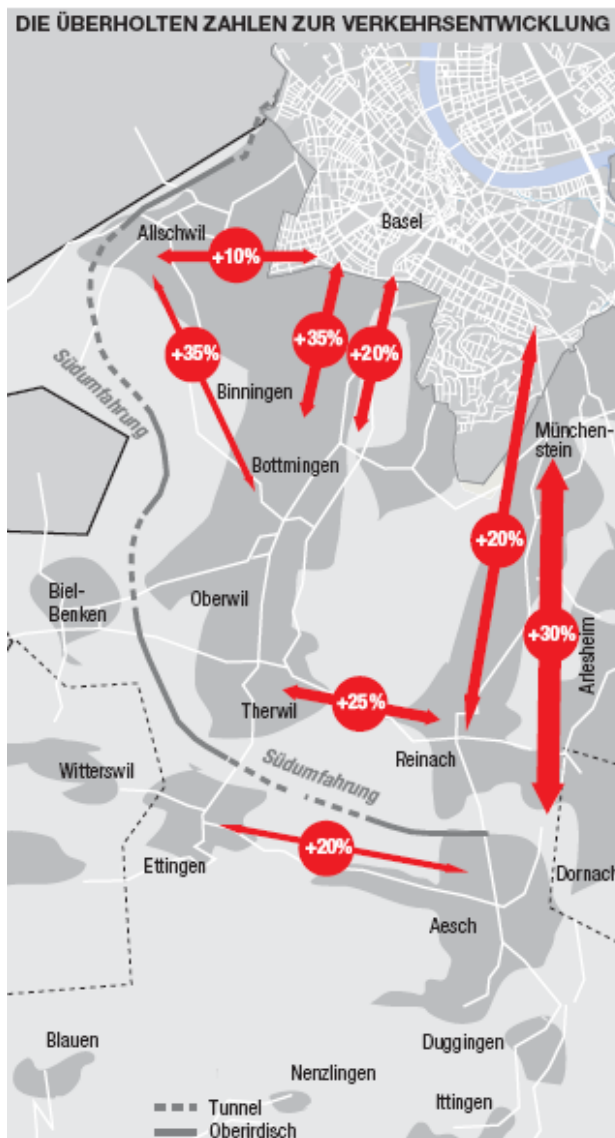 DIE ÜBERHOLTEN ZAHLEN ZUR VERKEHRSENTWICKLUNG
Basel
Allschwil
+10%
+35%
+35%
+20%
Südumfahrung
Binningen
München-
stein
Bottmingen
+20%
Biel-
Benken
Oberwil
+30%
Arlesheim
Therwil
+25%
Reinach
Witterswil
Südumfahrung
Ettingen
+20%
Dornach
Aesch
Blauen
Duggingen
Nenzlingen
Ittingen
Tunnel
Oberirdisch